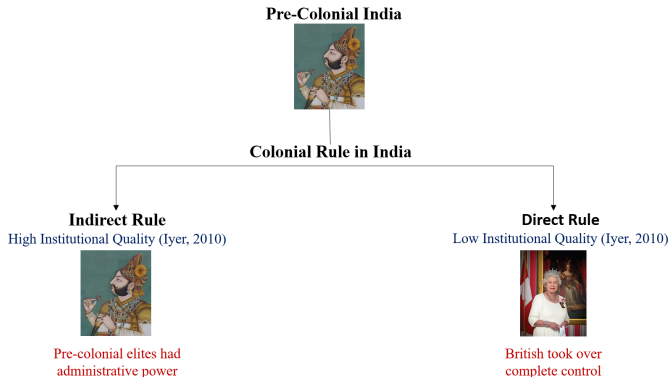 Pre-Colonial India
Colonial Rule in India
Indirect Rule
High Institutional Quality (Iyer, 2010)
Pre-colonial elites had
administrative power
Direct Rule
Low Institutional Quality (Iyer, 2010)
British took over
complete control